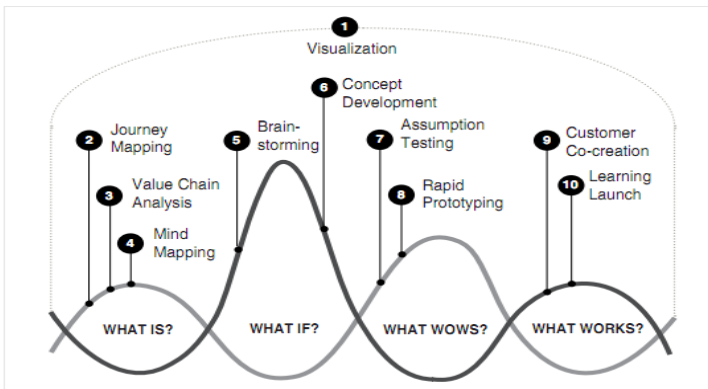 1
Visualization
2
Journey
Mapping
3
Value Chain
Analysis
4
Mind
Mapping
5
Brain-
storming
6
Concept
Development
7
Assumption
Testing
8
Rapid
Prototyping
9
Customer
Co-creation
10
Learning
Launch
WHAT IS?
WHAT IF?
WHAT WOWS?
WHAT WORKS?